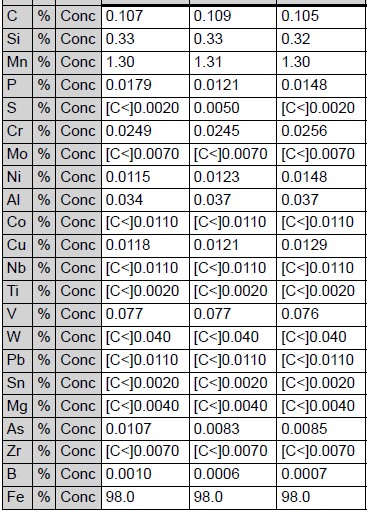 C % Conc 0.107 0.109 0.105
Si % Conc 0.33 0.33 0.32
Mn % Conc 1.30 1.31 1.30
P % Conc 0.0179 0.0121 0.0148
S % Conc [C<]0.0020 0.0050 [C<]0.0020
Cr % Conc 0.0249 0.0245 0.0256
Mo % Conc [C<]0.0070 [C<]0.0070 [C<]0.0070
Ni % Conc 0.0115 0.0123 0.0148
Al % Conc 0.034 0.037 0.037
Co % Conc [C<]0.0110 [C<]0.0110 [C<]0.0110
Cu % Conc 0.0118 0.0121 0.0129
Nb % Conc [C<]0.0110 [C<]0.0110 [C<]0.0110
Ti % Conc [C<]0.0020 [C<]0.0020 [C<]0.0020
V % Conc 0.077 0.077 0.076
W % Conc [C<]0.040 [C<]0.040 [C<]0.040
Pb % Conc [C<]0.0110 [C<]0.0110 [C<]0.0110
Sn % Conc [C<]0.0020 [C<]0.0020 [C<]0.0020
Mg % Conc [C<]0.0040 [C<]0.0040 [C<]0.0040
As % Conc 0.0107 0.0083 0.0085
Zr % Conc [C<]0.0070 [C<]0.0070 [C<]0.0070
B % Conc 0.0010 0.0006 0.0007
Fe % Conc 98.0 98.0 98.0